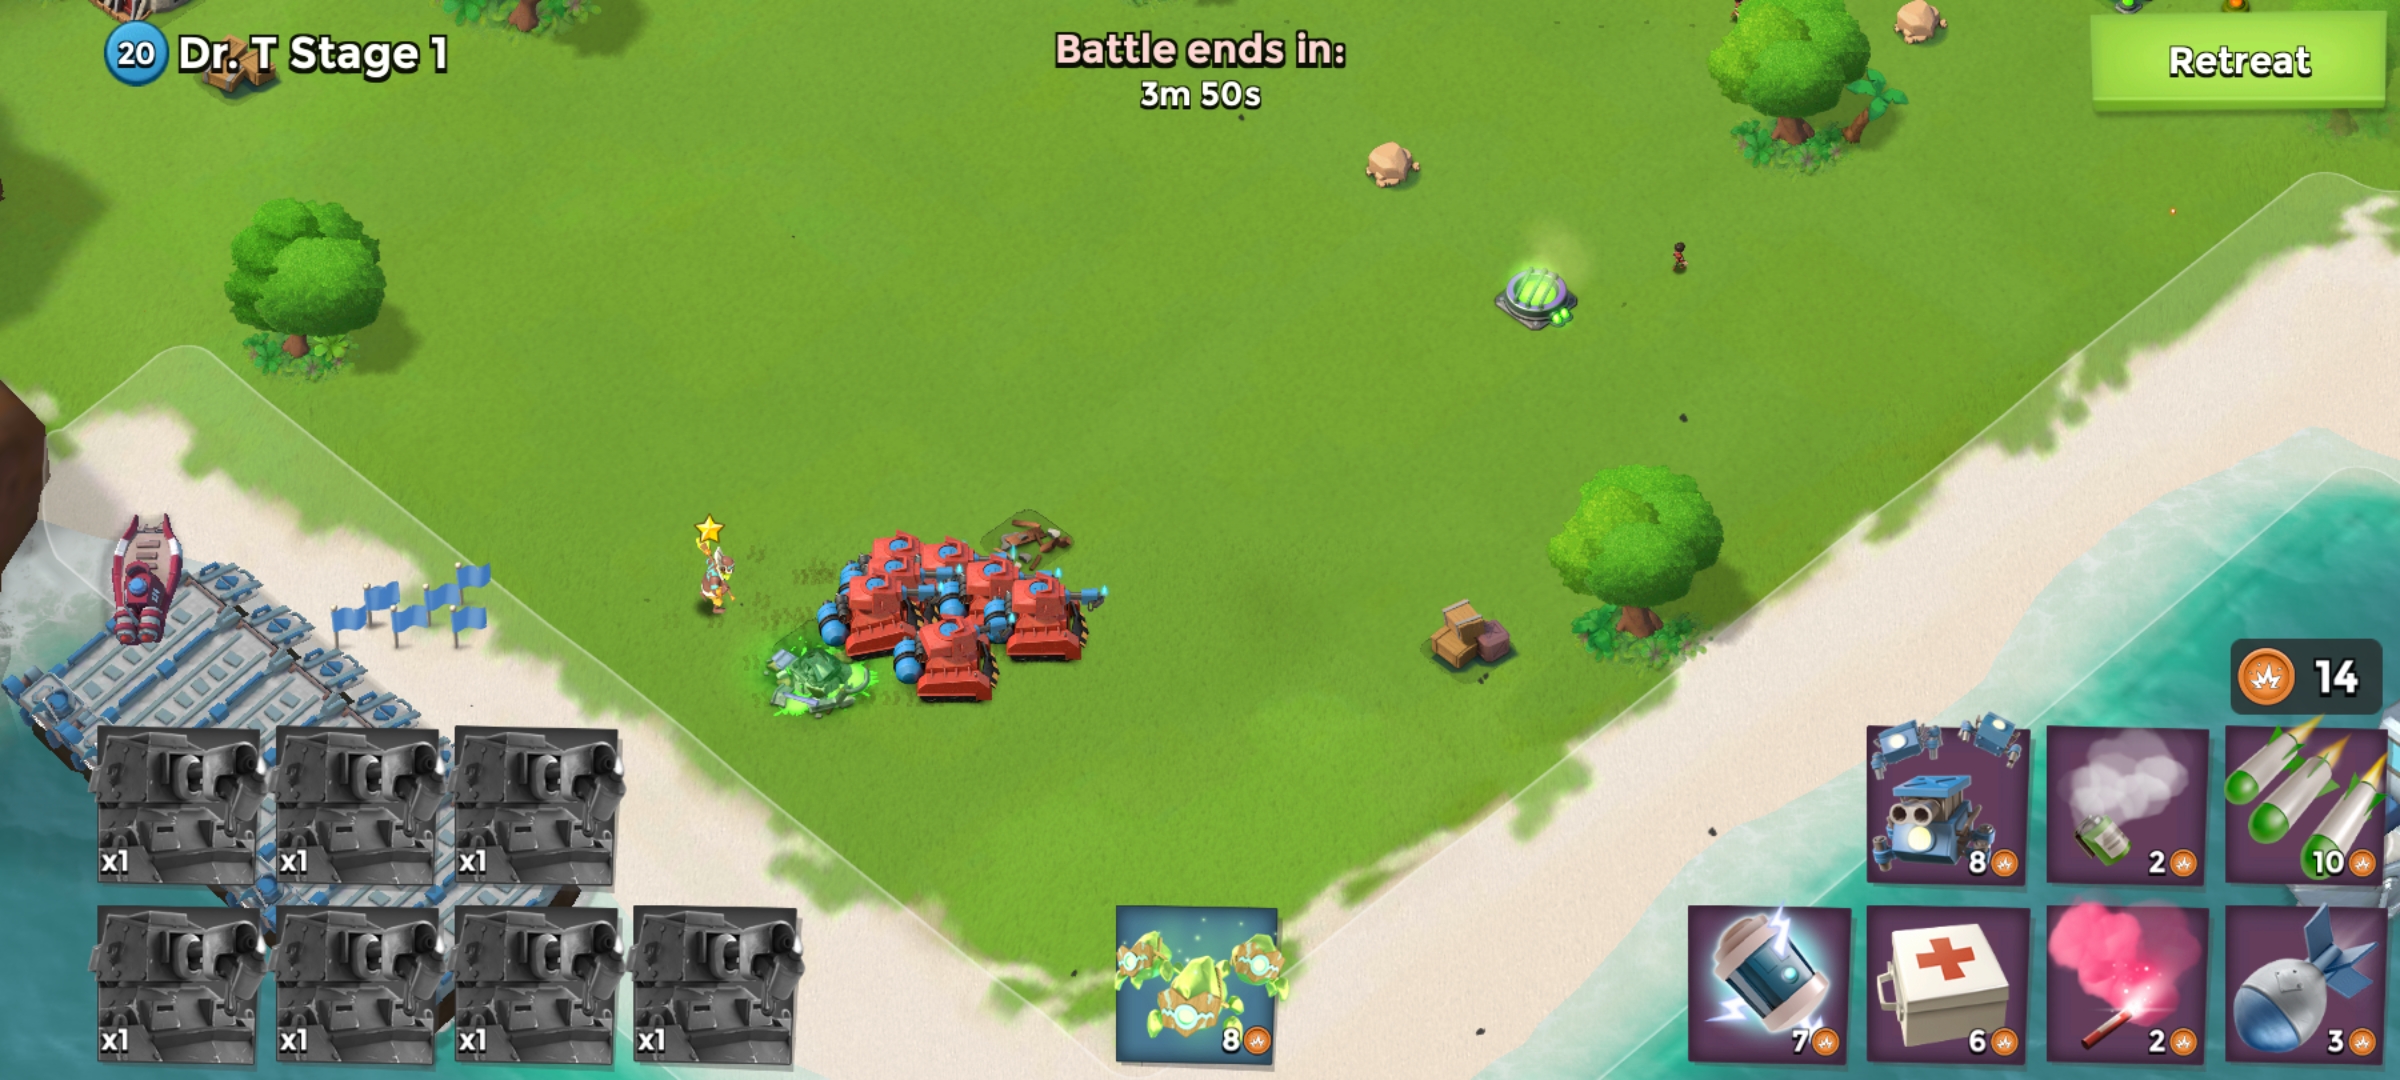 20 Dr. T Stage 1
Battle ends in:
3m 50s
Retreat
14
x1 x1 x1
8 2 10
x1 x1 x1 x1
8
7 6 2 3